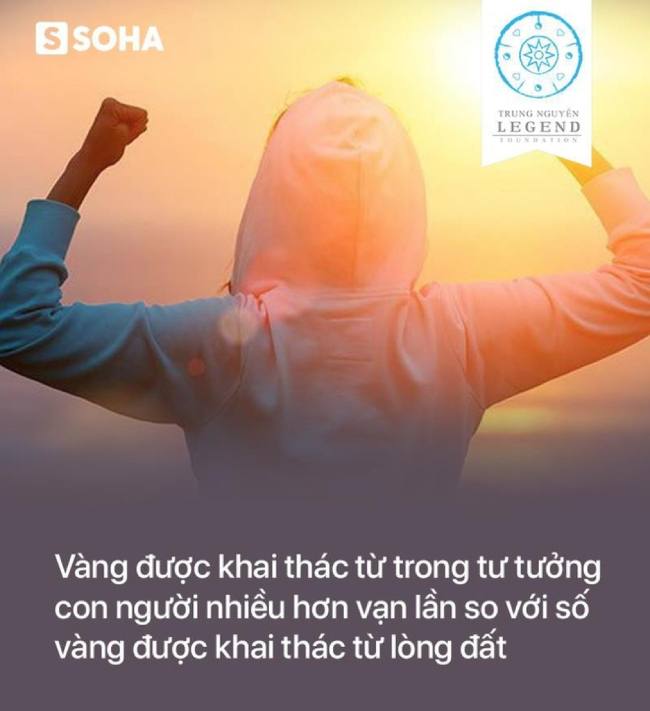 SOHA
TRUNG NGUYÊN
LEGEND
FOUNDATION
Vàng được khai thác từ trong tư tưởng
con người nhiều hơn vạn lần so với số
vàng được khai thác từ lòng đất